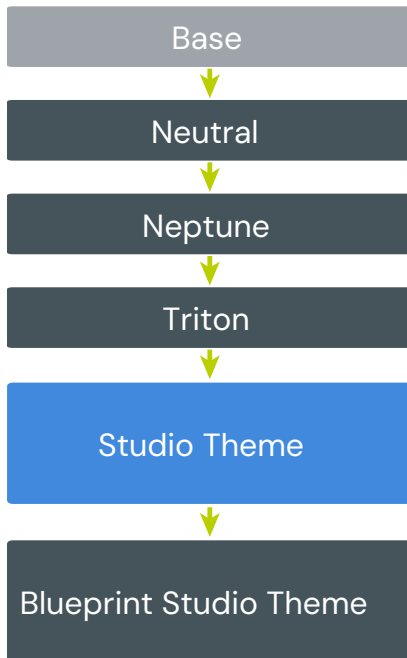 Base
Neutral
Neptune
Triton
Studio Theme
Blueprint Studio Theme